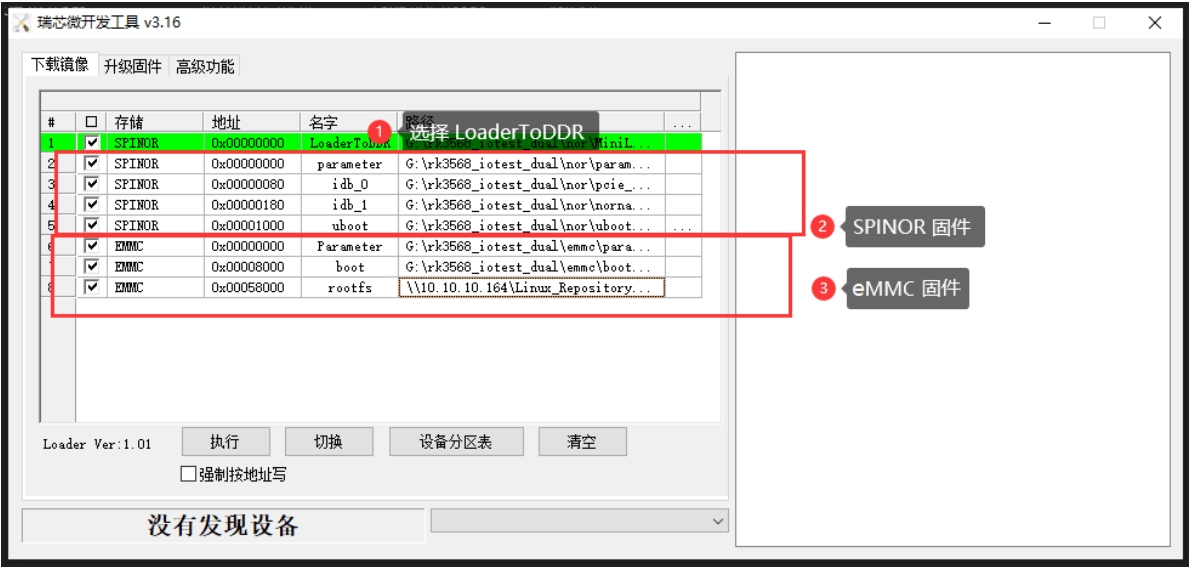 瑞芯微开发工具 v3.16
下载镜像 升级固件 高级功能
# 存储 地址 名字 路径 ...
1 SPINOR 0x00000000 LoaderToDDR G:\rk3568_iotest_dual\nor\MiniL...
① 选择 LoaderToDDR
2 SPINOR 0x00000000 parameter G:\rk3568_iotest_dual\nor\param...
3 SPINOR 0x00000080 idb_0 G:\rk3568_iotest_dual\nor\pcie_...
4 SPINOR 0x00000180 idb_1 G:\rk3568_iotest_dual\nor\norna...
5 SPINOR 0x00001000 uboot G:\rk3568_iotest_dual\nor\uboot... ...
② SPINOR 固件
6 EMMC 0x00000000 Parameter G:\rk3568_iotest_dual\emmc\para...
EMMC 0x00008000 boot G:\rk3568_iotest_dual\emmc\boot...
8 EMMC 0x00058000 rootfs \\10.10.10.164\Linux_Repository...
③ eMMC 固件
Loader Ver:1.01 执行 切换 设备分区表 清空
强制按地址写
没有发现设备